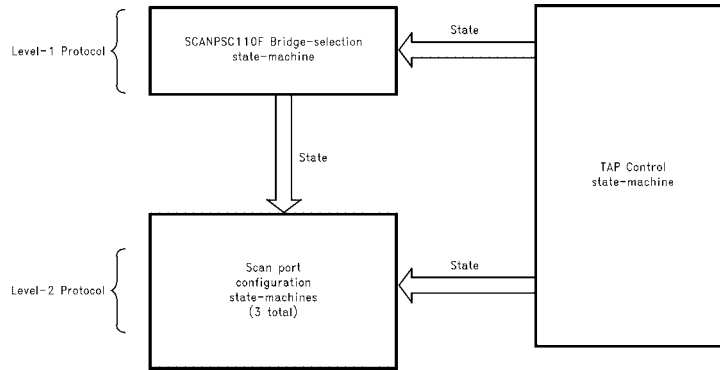 Level-1 Protocol
SCANPSC110F Bridge-selection
state-machine
State
State
TAP Control
state-machine
Level-2 Protocol
Scan port
configuration
state-machines
(3 total)
State